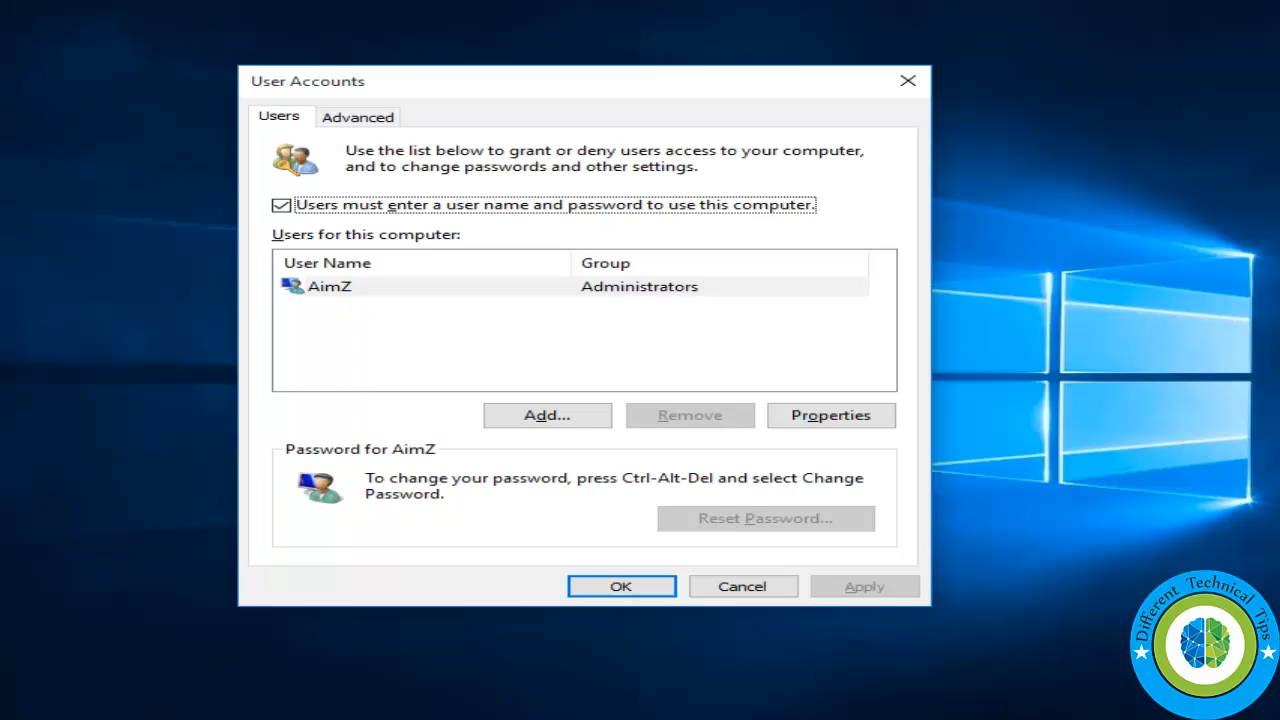 User Accounts
Users
Advanced
Use the list below to grant or deny users access to your computer,
and to change passwords and other settings.
Users must enter a user name and password to use this computer.
Users for this computer:
User Name Group
AimZ Administrators
Add... Remove Properties
Password for AimZ
To change your password, press Ctrl-Alt-Del and select Change
Password.
Reset Password...
OK Cancel Apply
Different Technical Tips